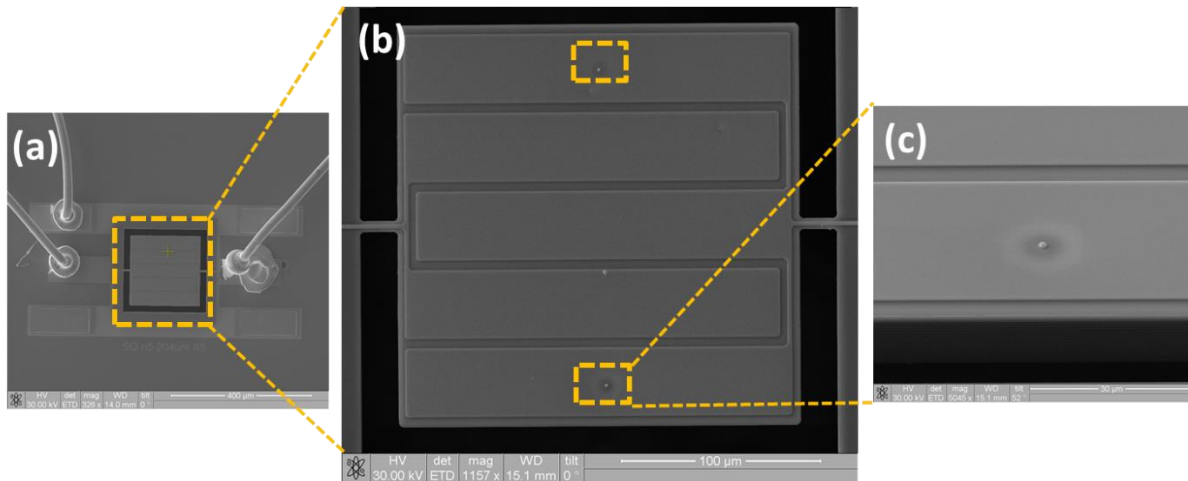 (a)
HV det mag WD tilt
30.00 kV ETD 326 x 14.0 mm 0° 400 µm
(b)
HV det mag WD tilt
30.00 kV ETD 1157 x 15.1 mm 0° 100 µm
(c)
HV det mag WD tilt
30.00 kV ETD 5045 x 15.1 mm 52° 30 µm